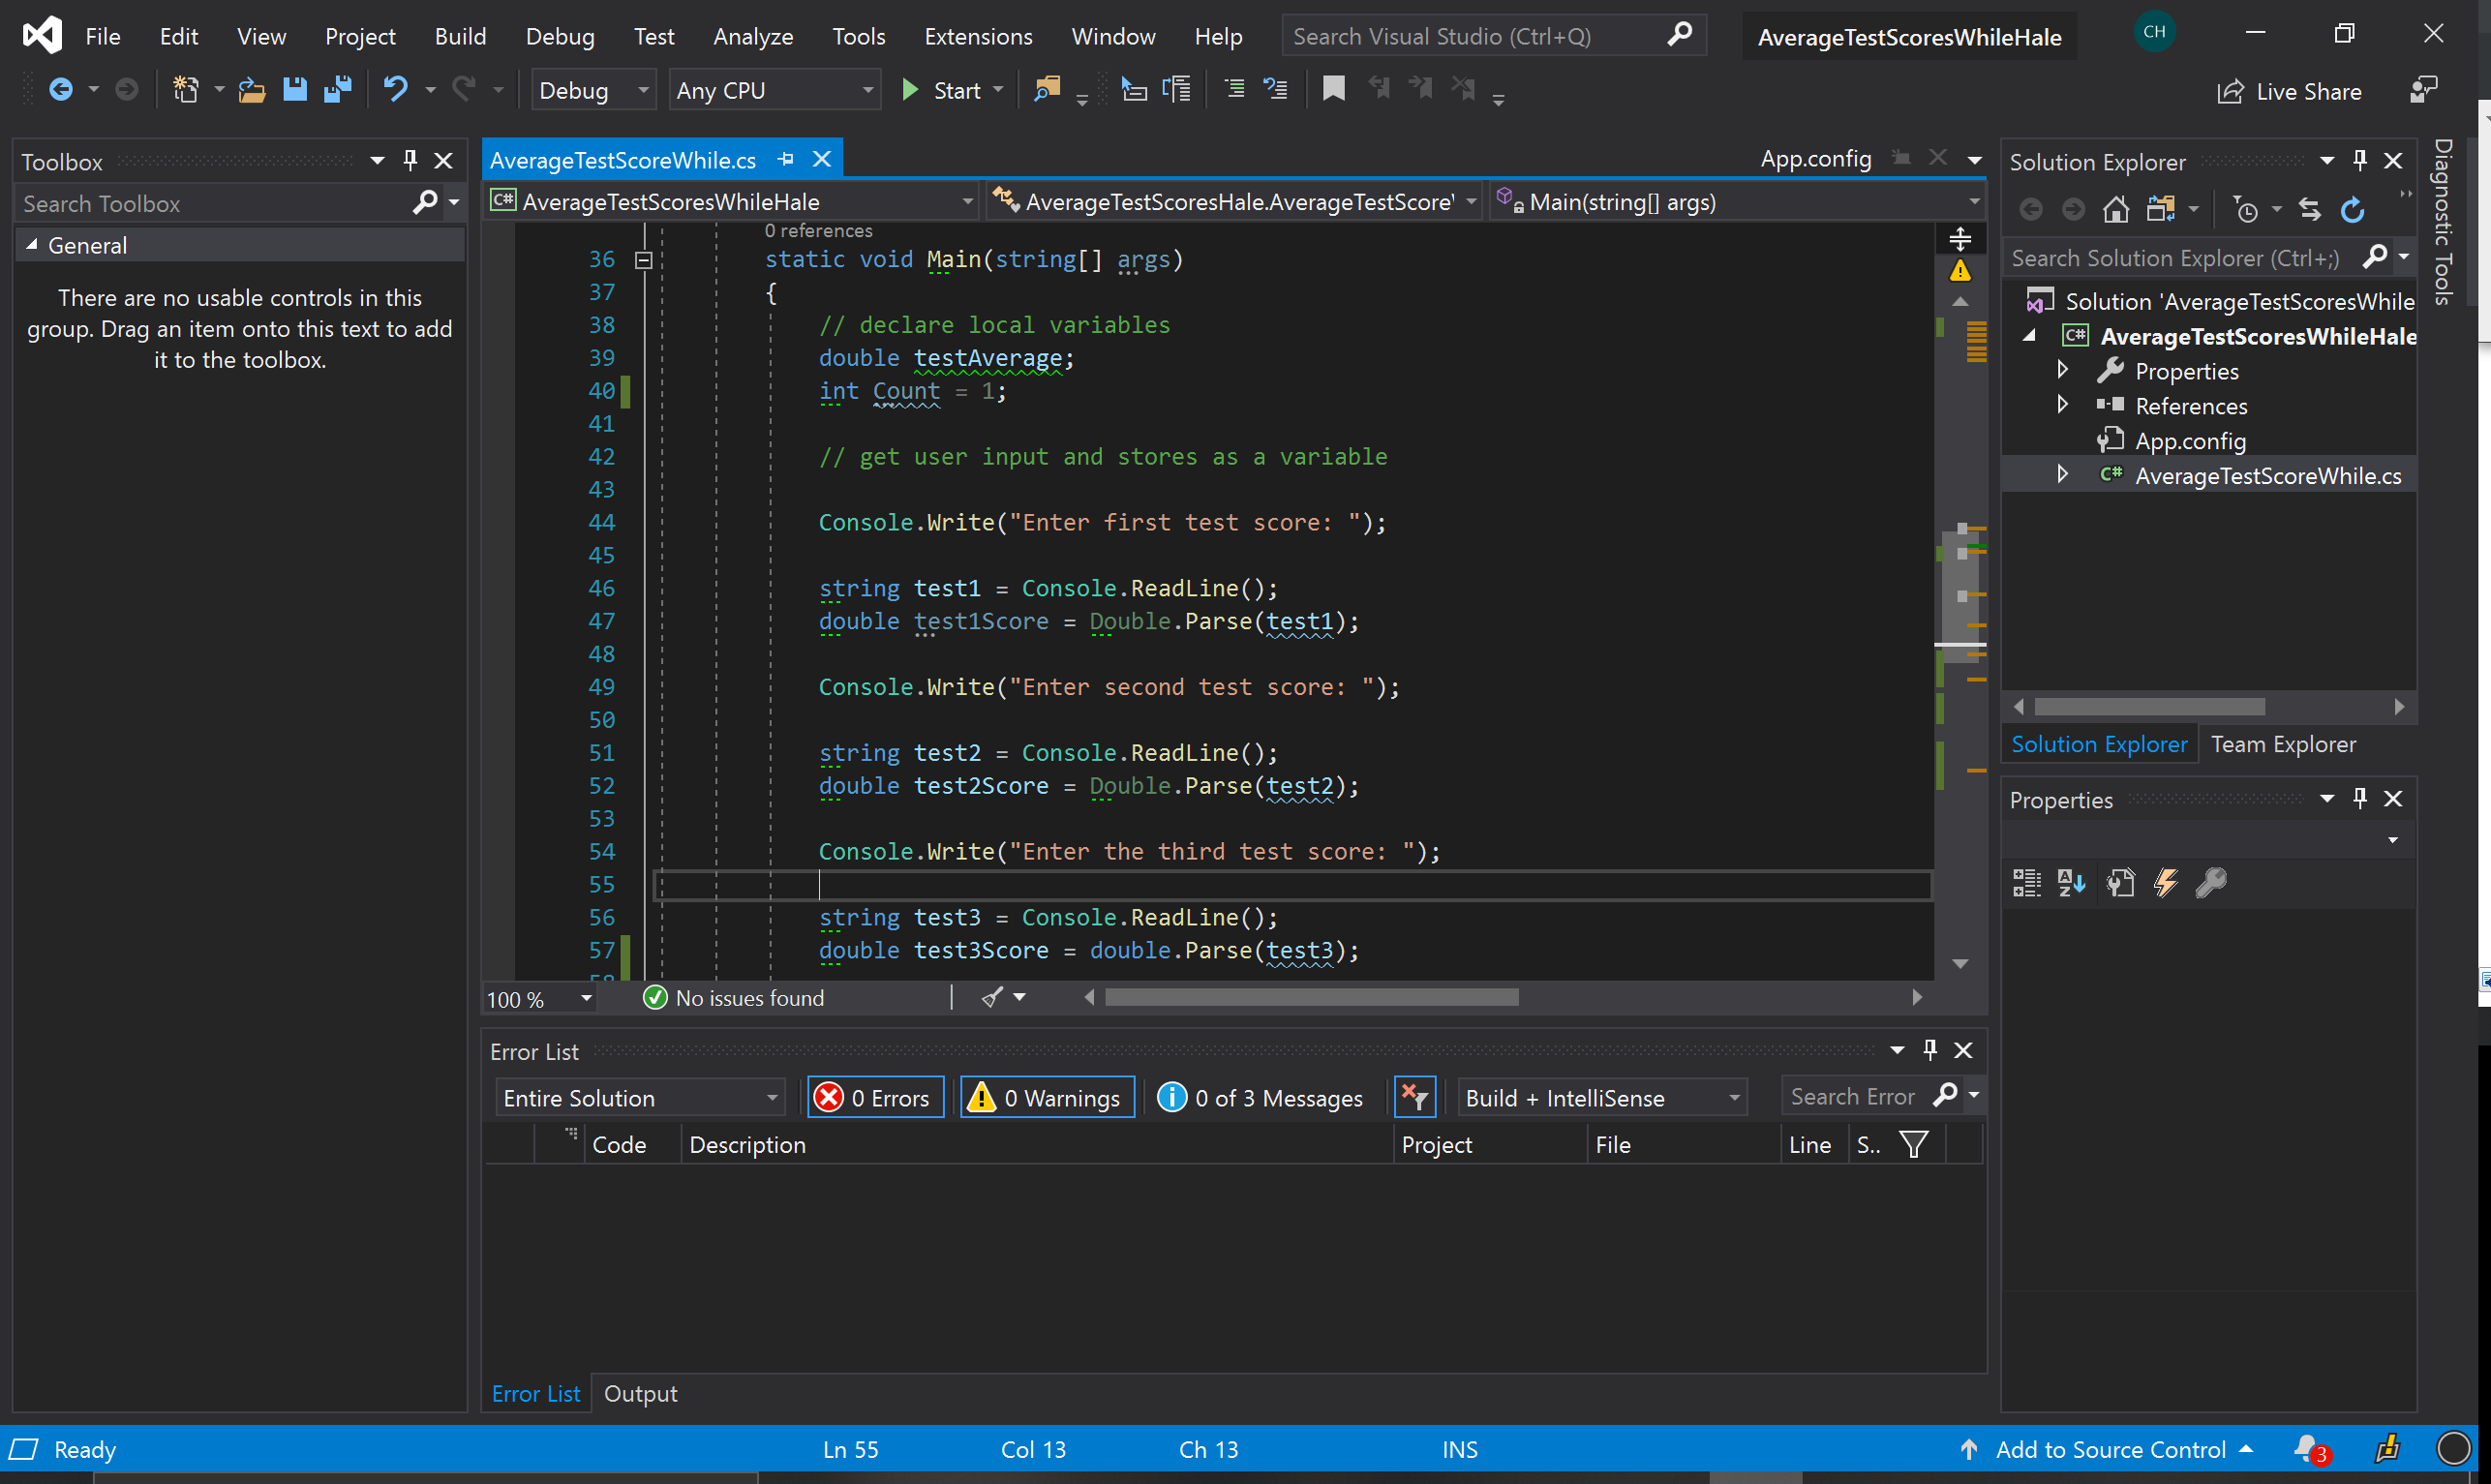 File Edit View Project Build Debug Test Analyze Tools Extensions Window Help Search Visual Studio (Ctrl+Q) AverageTestScoresWhileHale CH
Debug Any CPU Start Live Share
Toolbox
Search Toolbox
General
There are no usable controls in this
group. Drag an item onto this text to add
it to the toolbox.
AverageTestScoreWhile.cs App.config
C# AverageTestScoresWhileHale AverageTestScoresHale.AverageTestScore Main(string[] args)
0 references
36 static void Main(string[] args)
37 {
38 // declare local variables
39 double testAverage;
40 int Count = 1;
41
42 // get user input and stores as a variable
43
44 Console.Write("Enter first test score: ");
45
46 string test1 = Console.ReadLine();
47 double test1Score = Double.Parse(test1);
48
49 Console.Write("Enter second test score: ");
50
51 string test2 = Console.ReadLine();
52 double test2Score = Double.Parse(test2);
53
54 Console.Write("Enter the third test score: ");
55
56 string test3 = Console.ReadLine();
57 double test3Score = double.Parse(test3);
100 % No issues found
Error List
Entire Solution 0 Errors 0 Warnings 0 of 3 Messages Build + IntelliSense Search Error
Code Description Project File Line S..
Error List Output
Solution Explorer
Search Solution Explorer (Ctrl+;)
Solution 'AverageTestScoresWhile
C# AverageTestScoresWhileHale
Properties
References
App.config
C# AverageTestScoreWhile.cs
Solution Explorer Team Explorer
Properties
Diagnostic Tools
Ready Ln 55 Col 13 Ch 13 INS Add to Source Control 3